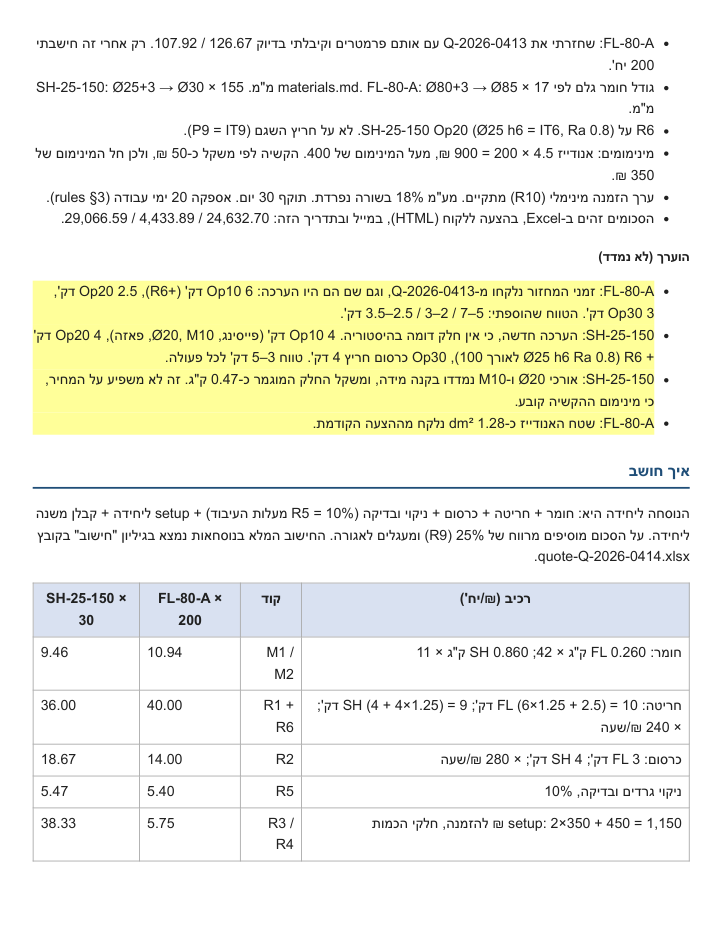 • FL-80-A: שחזרתי את Q-2026-0413 עם אותם פרמטרים וקיבלתי בדיוק 126.67 / 107.92. רק אחרי זה חישבתי
200 יח'.
• גודל חומר גלם לפי materials.md. FL-80-A: Ø80+3 → Ø85 × 17 מ"מ. SH-25-150: Ø25+3 → Ø30 × 155
מ"מ.
• R6 על SH-25-150 Op20 (Ø25 h6 = IT6, Ra 0.8). לא על חריץ השגם (P9 = IT9).
• מינימומים: אנודייז 4.5 × 200 = 900 ₪, מעל המינימום של 400. הקשיה לפי משקל כ-50 ₪, ולכן חל המינימום של
350 ₪.
• ערך הזמנה מינימלי (R10) מתקיים. מע"מ 18% בשורה נפרדת. תוקף 30 יום. אספקה 20 ימי עבודה (rules §3).
• הסכומים זהים ב-Excel, בהצעה ללקוח (HTML), במייל ובתדריך הזה: 24,632.70 / 4,433.89 / 29,066.59.
הוערך (לא נמדד)
• FL-80-A: זמני המחזור נלקחו מ-Q-2026-0413, וגם שם הם היו הערכה: Op10 6 דק' (+R6), Op20 2.5 דק',
Op30 3 דק'. הטווח שהוספתי: 5–7 / 2–3 / 2.5–3.5 דק'.
• SH-25-150: הערכה חדשה, כי אין חלק דומה בהיסטוריה. Op10 4 דק' (פייסינג, Ø20, M10, פאזה), Op20 4 דק'
+ R6 (Ø25 h6 Ra 0.8 לאורך 100), Op30 כרסום חריץ 4 דק'. טווח 3–5 דק' לכל פעולה.
• SH-25-150: אורכי Ø20 ו-M10 נמדדו בקנה מידה, ומשקל החלק המוגמר כ-0.47 ק"ג. זה לא משפיע על המחיר,
כי מינימום ההקשיה קובע.
• FL-80-A: שטח האנודייז כ-1.28 dm² נלקח מההצעה הקודמת.
איך חושב
הנוסחה ליחידה היא: חומר + חריטה + כרסום + ניקוי ובדיקה (R5 = 10% מעלות העיבוד) + setup ליחידה + קבלן משנה
ליחידה. על הסכום מוסיפים מרווח של 25% (R9) ומעגלים לאגורה. החישוב המלא בנוסחאות נמצא בגיליון "חישוב" בקובץ
quote-Q-2026-0414.xlsx.
רכיב (₪/יח') קוד FL-80-A × SH-25-150 ×
200 30
חומר: FL 0.260 ק"ג × 42; SH 0.860 ק"ג × 11 M1 / 10.94 9.46
M2
חריטה: FL (6×1.25 + 2.5) = 10 דק'; SH (4 + 4×1.25) = 9 דק'; R1 + 40.00 36.00
× 240 ₪/שעה R6
כרסום: FL 3 דק'; SH 4 דק'; × 280 ₪/שעה R2 14.00 18.67
ניקוי גרדים ובדיקה, 10% R5 5.40 5.47
setup: 2×350 + 450 = 1,150 ₪ להזמנה, חלקי הכמות R3 / 5.75 38.33
R4